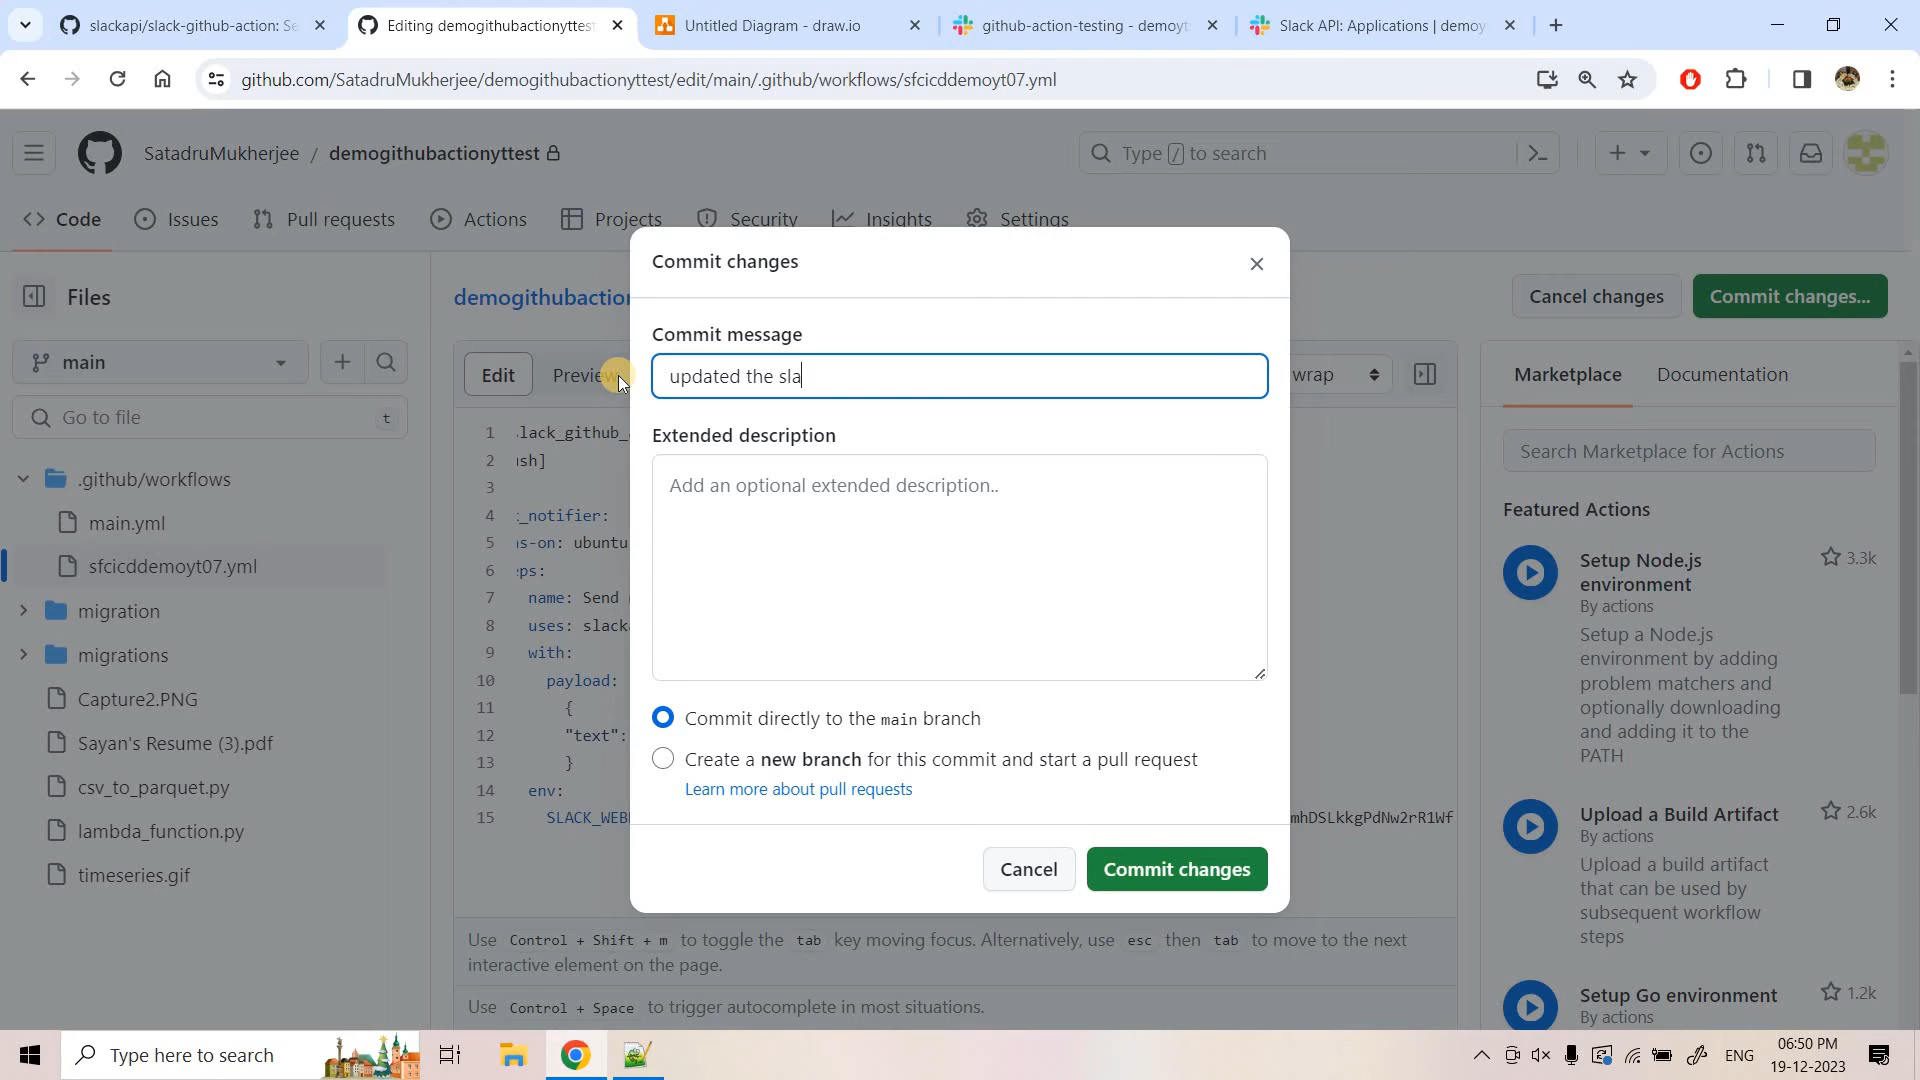 slackapi/slack-github-action: Se
Editing demogithubactionyttest
Untitled Diagram - draw.io
github-action-testing - demoyt
Slack API: Applications | demoy
github.com/SatadruMukherjee/demogithubactionyttest/edit/main/.github/workflows/sfcicddemoyt07.yml
SatadruMukherjee / demogithubactionyttest
Type / to search
Code
Issues
Pull requests
Actions
Projects
Security
Insights
Settings
Files
main
Go to file
t
.github/workflows
main.yml
sfcicddemoyt07.yml
migration
migrations
Capture2.PNG
Sayan's Resume (3).pdf
csv_to_parquet.py
lambda_function.py
timeseries.gif
demogithubaction
Cancel changes
Commit changes...
Edit
Preview
wrap
1 slack_github_
2 ush]
3
4 t_notifier:
5 ns-on: ubuntu
6 eps:
7 name: Send
8 uses: slack
9 with:
10 payload:
11 {
12 "text":
13 }
14 env:
15 SLACK_WEB
mhDSLkkgPdNw2rR1Wf
Commit changes
Commit message
updated the sla
Extended description
Add an optional extended description..
Commit directly to the main branch
Create a new branch for this commit and start a pull request
Learn more about pull requests
Cancel
Commit changes
Use Control + Shift + m to toggle the tab key moving focus. Alternatively, use esc then tab to move to the next
interactive element on the page.
Use Control + Space to trigger autocomplete in most situations.
Marketplace
Documentation
Search Marketplace for Actions
Featured Actions
Setup Node.js
environment
3.3k
By actions
Setup a Node.js
environment by adding
problem matchers and
optionally downloading
and adding it to the
PATH
Upload a Build Artifact
2.6k
By actions
Upload a build artifact
that can be used by
subsequent workflow
steps
Setup Go environment
1.2k
By actions
Type here to search
ENG
06:50 PM
19-12-2023